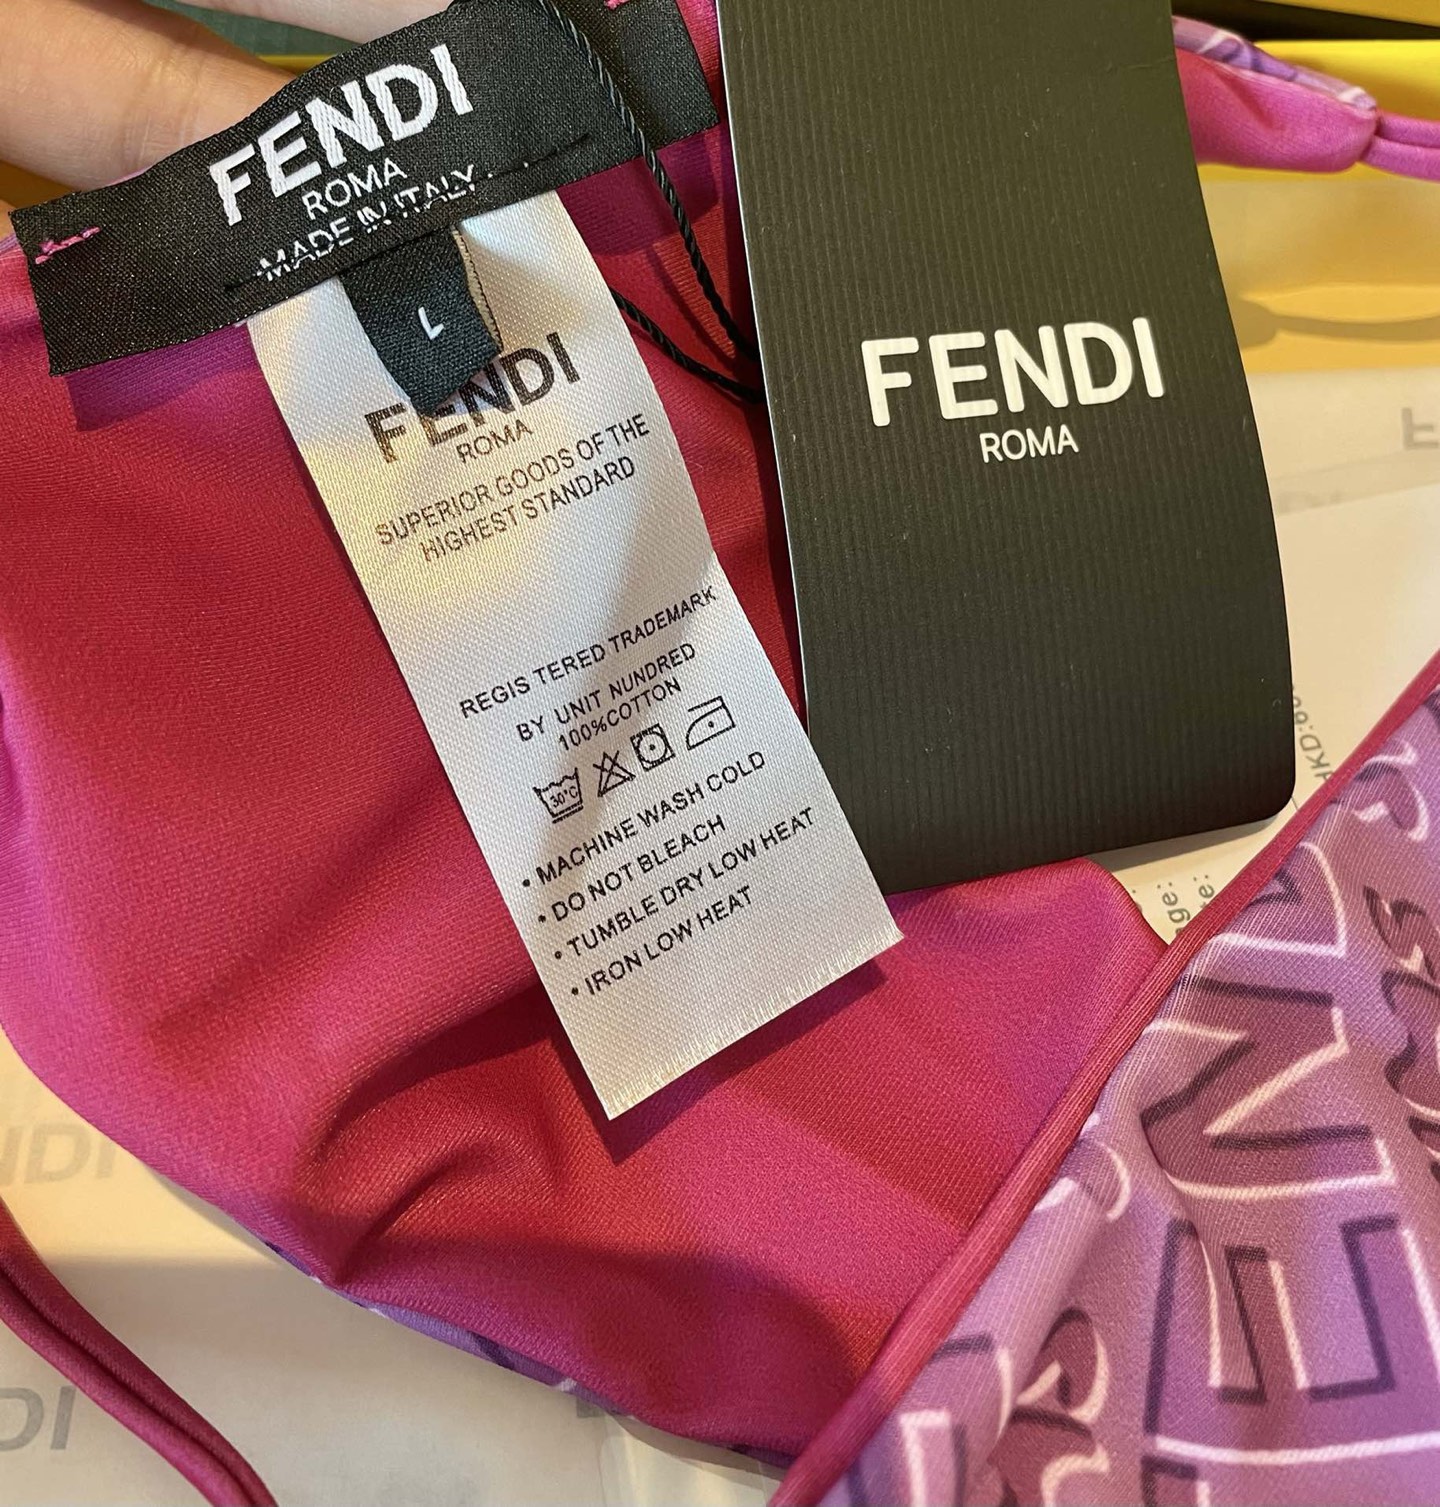 FENDI
ROMA
MADE IN ITALY
L
FENDI
ROMA
SUPERIOR GOODS OF THE
HIGHEST STANDARD
REGIS TERED TRADEMARK
BY UNIT NUNDRED
100%COTTON
30°C
• MACHINE WASH COLD
• DO NOT BLEACH
• TUMBLE DRY LOW HEAT
• IRON LOW HEAT
FENDI
ROMA